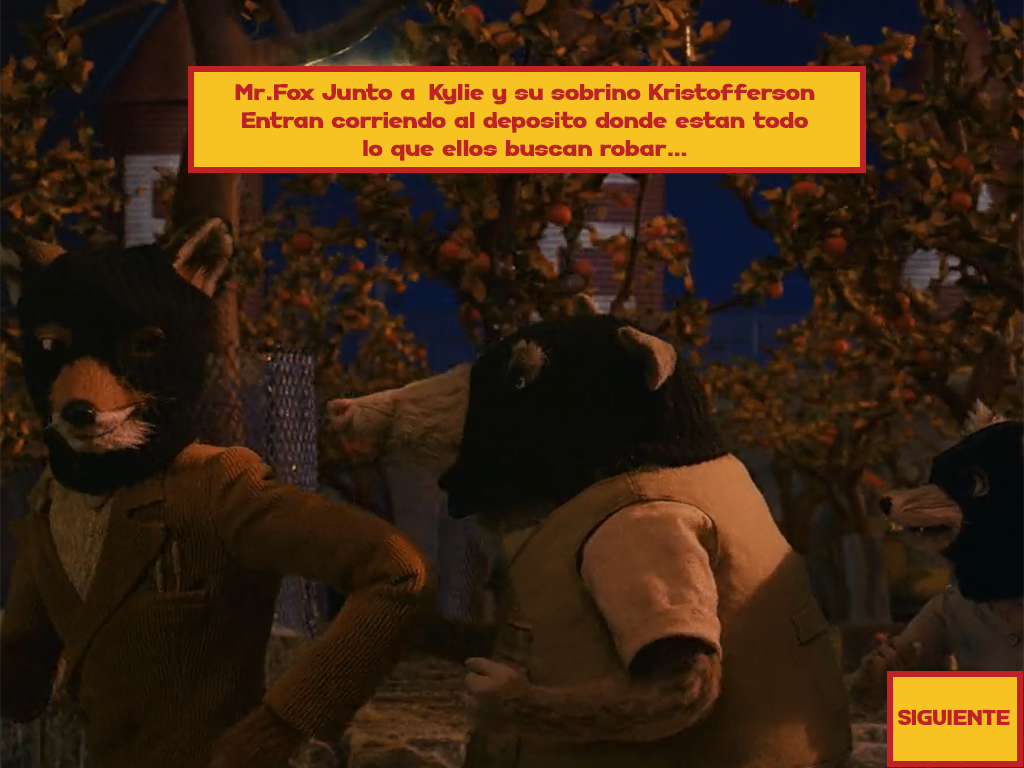 Mr.Fox Junto a Kylie y su sobrino Kristofferson
Entran corriendo al deposito donde estan todo
lo que ellos buscan robar...
SIGUIENTE